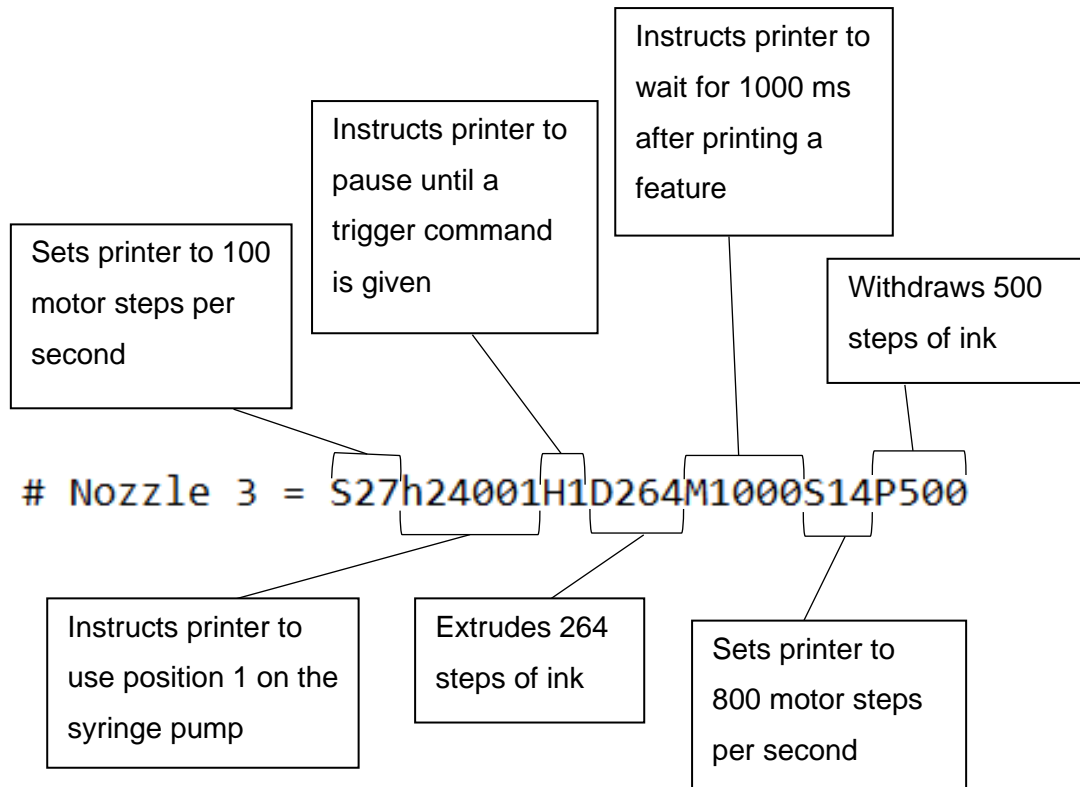 Instructs printer to
wait for 1000 ms
after printing a
feature
Instructs printer to
pause until a
trigger command
is given
Sets printer to 100
motor steps per
second
Withdraws 500
steps of ink
# Nozzle 3 = S27h24001H1D264M1000S14P500
Instructs printer to
use position 1 on the
syringe pump
Extrudes 264
steps of ink
Sets printer to
800 motor steps
per second